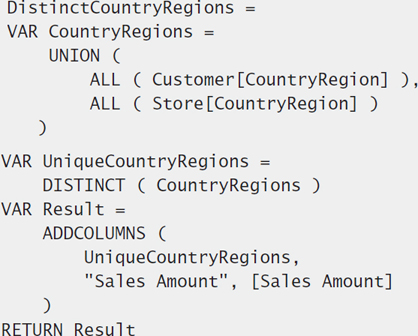 DistinctCountryRegions =
VAR CountryRegions =
UNION (
ALL ( Customer[CountryRegion] ),
ALL ( Store[CountryRegion] )
)
VAR UniqueCountryRegions =
DISTINCT ( CountryRegions )
VAR Result =
ADDCOLUMNS (
UniqueCountryRegions,
"Sales Amount", [Sales Amount]
)
RETURN Result